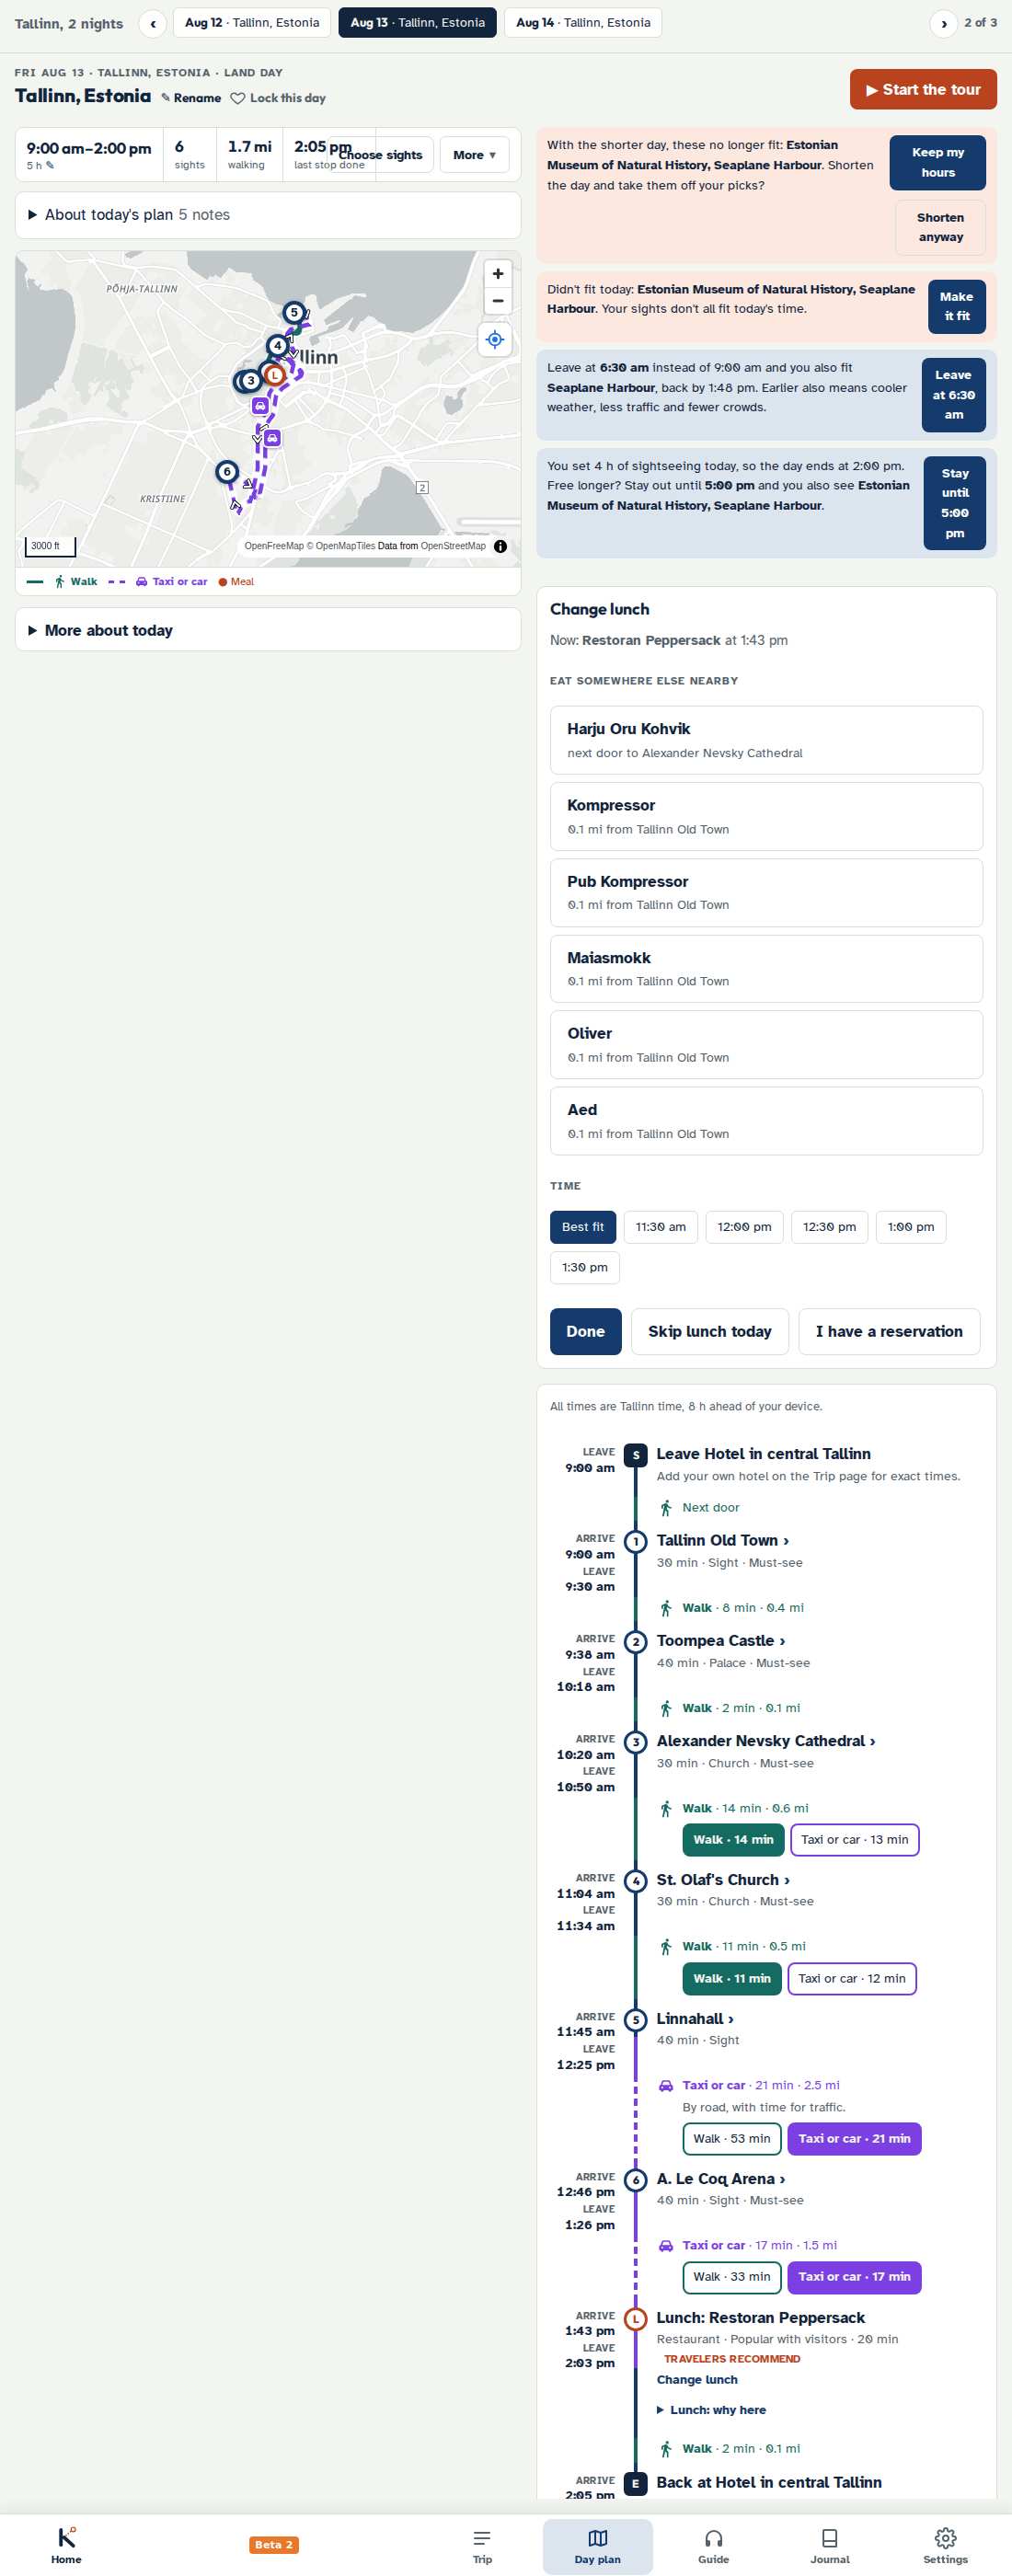 Tallinn, 2 nights
‹
Aug 12 · Tallinn, Estonia
Aug 13 · Tallinn, Estonia
Aug 14 · Tallinn, Estonia
›
2 of 3
FRI AUG 13 · TALLINN, ESTONIA · LAND DAY
Tallinn, Estonia
✎ Rename
Lock this day
▶ Start the tour
9:00 am–2:00 pm
5 h ✎
6
sights
1.7 mi
walking
2:05 pm
last stop done
Choose sights
More ▼
▶ About today's plan 5 notes
PÕHJA-TALLINN
llinn
KRISTIINE
5
4
3
L
6
2
+
−
3000 ft
OpenFreeMap © OpenMapTiles Data from OpenStreetMap
Walk
Taxi or car
Meal
▶ More about today
With the shorter day, these no longer fit: Estonian
Museum of Natural History, Seaplane Harbour. Shorten
the day and take them off your picks?
Keep my
hours
Shorten
anyway
Didn't fit today: Estonian Museum of Natural History, Seaplane
Harbour. Your sights don't all fit today's time.
Make
it fit
Leave at 6:30 am instead of 9:00 am and you also fit
Seaplane Harbour, back by 1:48 pm. Earlier also means cooler
weather, less traffic and fewer crowds.
Leave
at 6:30
am
You set 4 h of sightseeing today, so the day ends at 2:00 pm.
Free longer? Stay out until 5:00 pm and you also see Estonian
Museum of Natural History, Seaplane Harbour.
Stay
until
5:00
pm
Change lunch
Now: Restoran Peppersack at 1:43 pm
EAT SOMEWHERE ELSE NEARBY
Harju Oru Kohvik
next door to Alexander Nevsky Cathedral
Kompressor
0.1 mi from Tallinn Old Town
Pub Kompressor
0.1 mi from Tallinn Old Town
Maiasmokk
0.1 mi from Tallinn Old Town
Oliver
0.1 mi from Tallinn Old Town
Aed
0.1 mi from Tallinn Old Town
TIME
Best fit
11:30 am
12:00 pm
12:30 pm
1:00 pm
1:30 pm
Done
Skip lunch today
I have a reservation
All times are Tallinn time, 8 h ahead of your device.
LEAVE
9:00 am
S
Leave Hotel in central Tallinn
Add your own hotel on the Trip page for exact times.
Next door
ARRIVE
9:00 am
LEAVE
9:30 am
1
Tallinn Old Town ›
30 min · Sight · Must-see
Walk · 8 min · 0.4 mi
ARRIVE
9:38 am
LEAVE
10:18 am
2
Toompea Castle ›
40 min · Palace · Must-see
Walk · 2 min · 0.1 mi
ARRIVE
10:20 am
LEAVE
10:50 am
3
Alexander Nevsky Cathedral ›
30 min · Church · Must-see
Walk · 14 min · 0.6 mi
Walk · 14 min
Taxi or car · 13 min
ARRIVE
11:04 am
LEAVE
11:34 am
4
St. Olaf's Church ›
30 min · Church · Must-see
Walk · 11 min · 0.5 mi
Walk · 11 min
Taxi or car · 12 min
ARRIVE
11:45 am
LEAVE
12:25 pm
5
Linnahall ›
40 min · Sight
Taxi or car · 21 min · 2.5 mi
By road, with time for traffic.
Walk · 53 min
Taxi or car · 21 min
ARRIVE
12:46 pm
LEAVE
1:26 pm
6
A. Le Coq Arena ›
40 min · Sight · Must-see
Taxi or car · 17 min · 1.5 mi
Walk · 33 min
Taxi or car · 17 min
ARRIVE
1:43 pm
LEAVE
2:03 pm
L
Lunch: Restoran Peppersack
Restaurant · Popular with visitors · 20 min
TRAVELERS RECOMMEND
Change lunch
▶ Lunch: why here
Walk · 2 min · 0.1 mi
ARRIVE
2:05 pm
E
Back at Hotel in central Tallinn
Home
Beta 2
Trip
Day plan
Guide
Journal
Settings